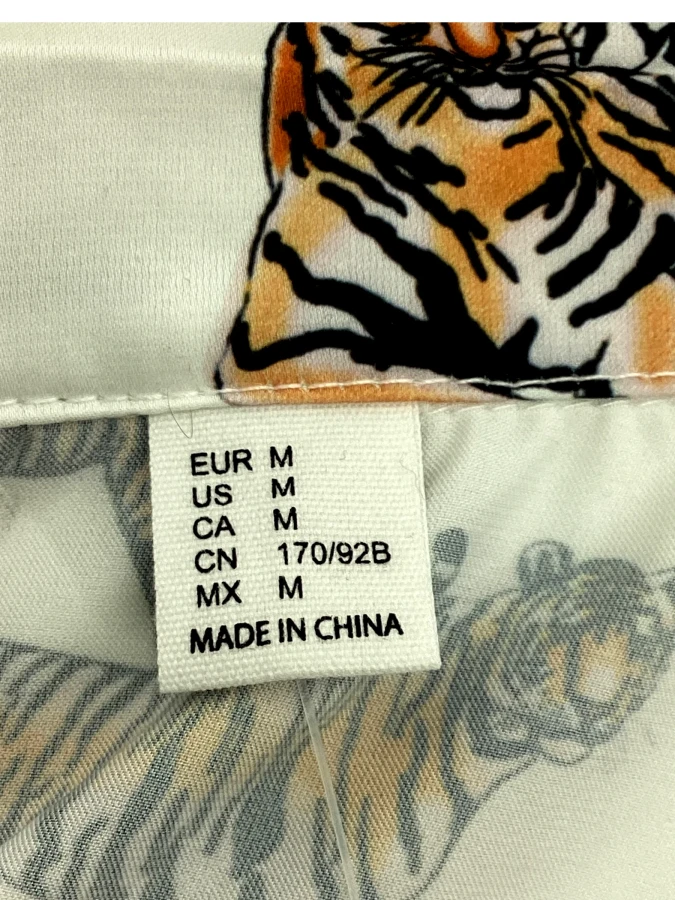 EUR M
US M
CA M
CN 170/92B
MX M
MADE IN CHINA